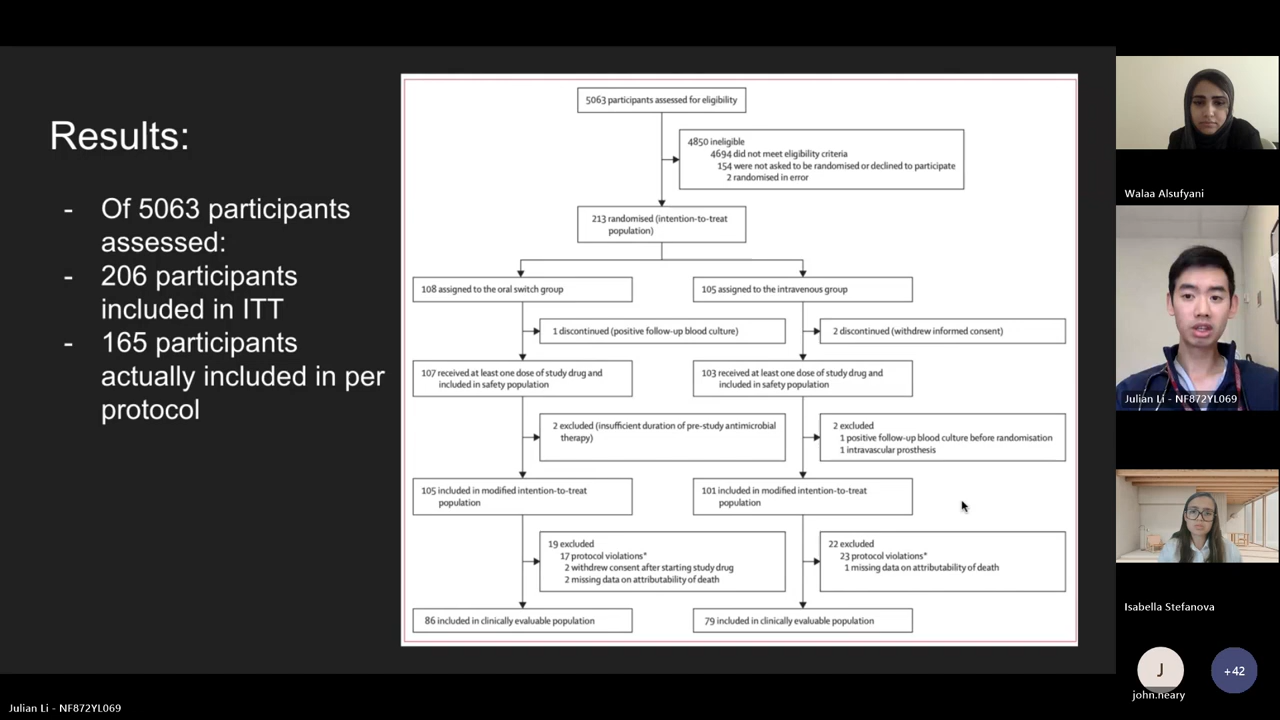 Results:
- Of 5063 participants
assessed:
- 206 participants
included in ITT
- 165 participants
actually included in per
protocol
5063 participants assessed for eligibility
4850 ineligible
4694 did not meet eligibility criteria
154 were not asked to be randomised or declined to participate
2 randomised in error
213 randomised (intention-to-treat
population)
108 assigned to the oral switch group
105 assigned to the intravenous group
1 discontinued (positive follow-up blood culture)
2 discontinued (withdrew informed consent)
107 received at least one dose of study drug and
included in safety population
103 received at least one dose of study drug and
included in safety population
2 excluded (insufficient duration of pre-study antimicrobial
therapy)
2 excluded
1 positive follow-up blood culture before randomisation
1 intravascular prosthesis
105 included in modified intention-to-treat
population
101 included in modified intention-to-treat
population
19 excluded
17 protocol violations*
2 withdrew consent after starting study drug
2 missing data on attributability of death
22 excluded
23 protocol violations*
1 missing data on attributability of death
86 included in clinically evaluable population
79 included in clinically evaluable population
Walaa Alsufyani
Julian Li - NF872YL069
Isabella Stefanova
J
+42
john.neary
Julian Li - NF872YL069